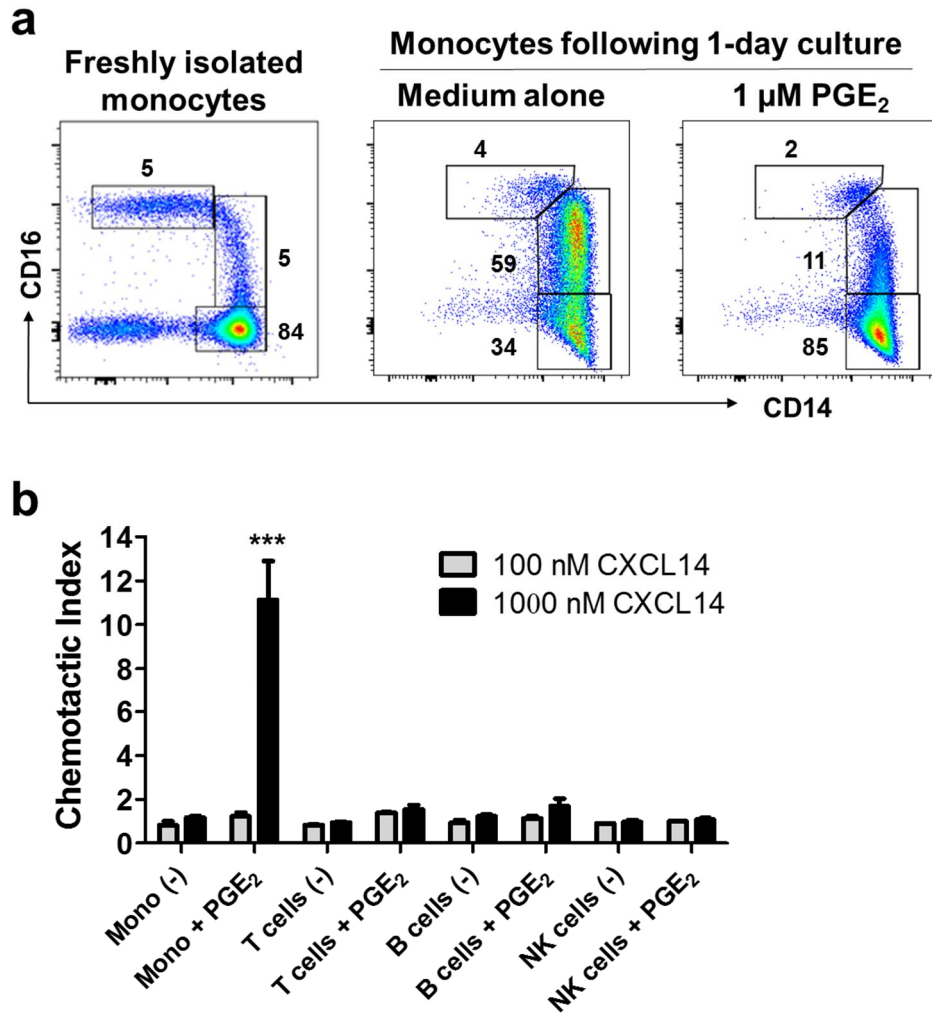 a
Freshly isolated
monocytes
Monocytes following 1-day culture
Medium alone
1 µM PGE₂
5
5
84
4
59
34
2
11
85
CD16
CD14
b
Chemotactic Index
14
12
10
8
6
4
2
0
***
100 nM CXCL14
1000 nM CXCL14
Mono (-)
Mono + PGE₂
T cells (-)
T cells + PGE₂
B cells (-)
B cells + PGE₂
NK cells (-)
NK cells + PGE₂